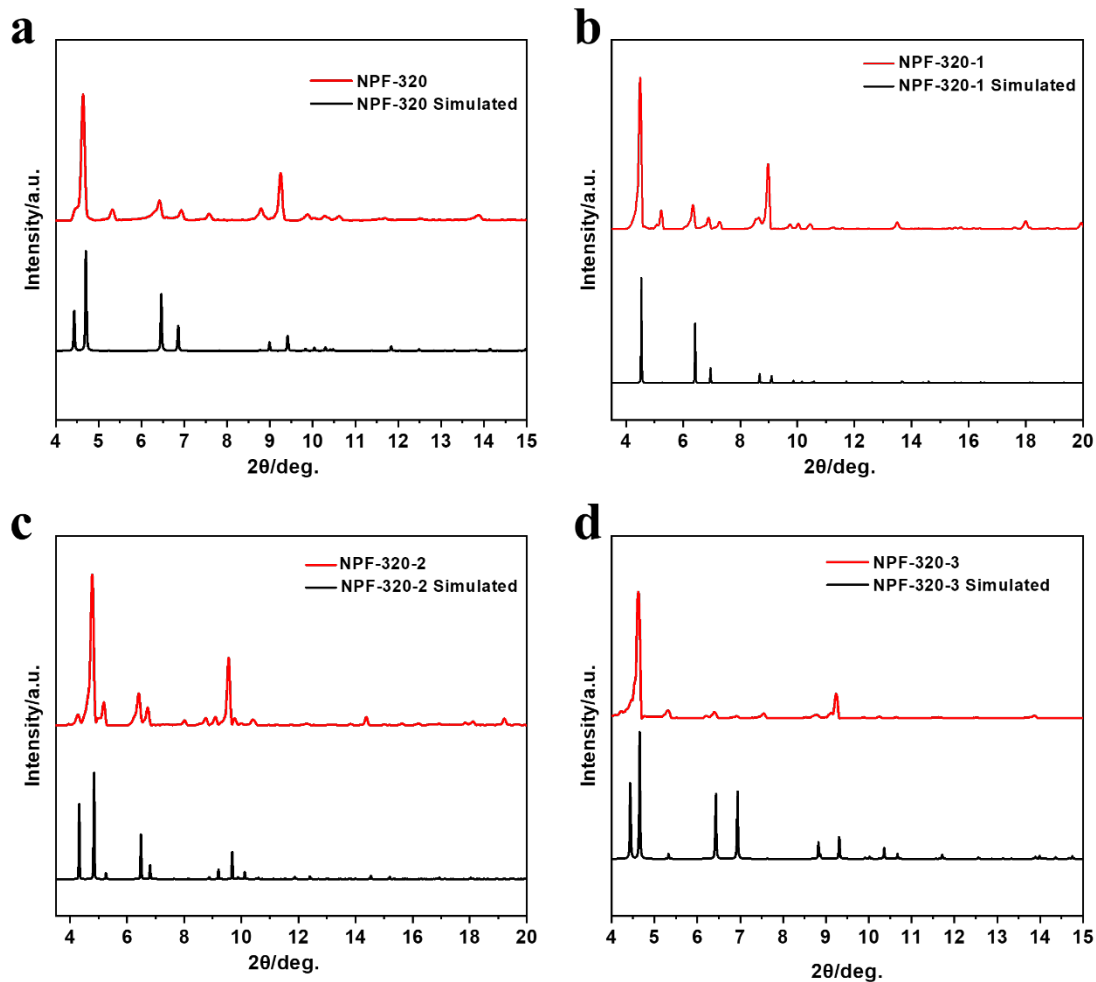 a
NPF-320
NPF-320 Simulated
Intensity/a.u.
4 5 6 7 8 9 10 11 12 13 14 15
2θ/deg.
b
NPF-320-1
NPF-320-1 Simulated
Intensity/a.u.
4 6 8 10 12 14 16 18 20
2θ/deg.
c
NPF-320-2
NPF-320-2 Simulated
Intensity/a.u.
4 6 8 10 12 14 16 18 20
2θ/deg.
d
NPF-320-3
NPF-320-3 Simulated
Intensity/a.u.
4 5 6 7 8 9 10 11 12 13 14 15
2θ/deg.